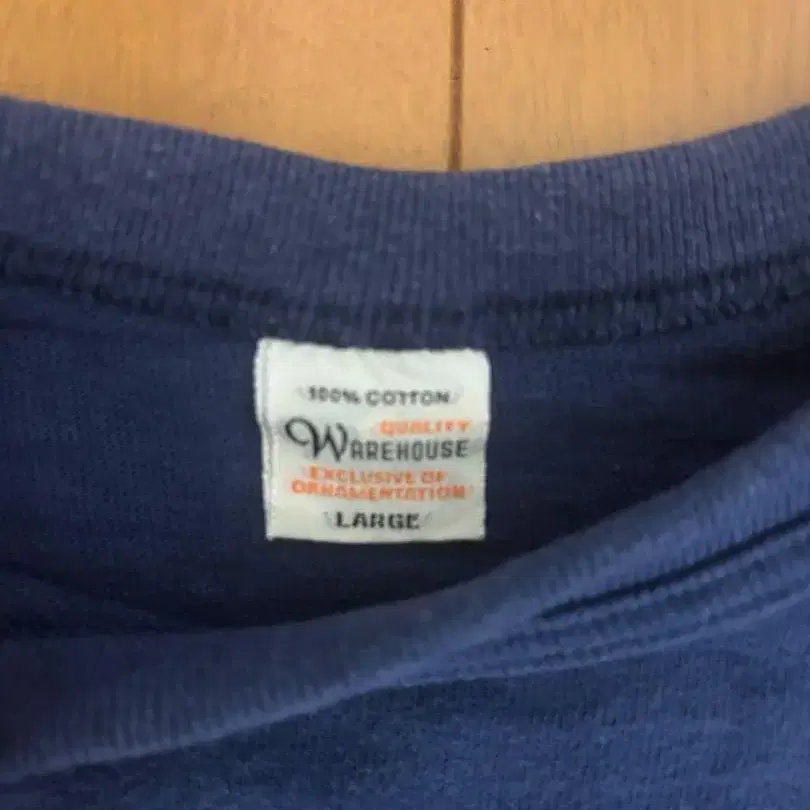 100% COTTON
QUALITY
WAREHOUSE
EXCLUSIVE OF
ORNAMENTATION
LARGE